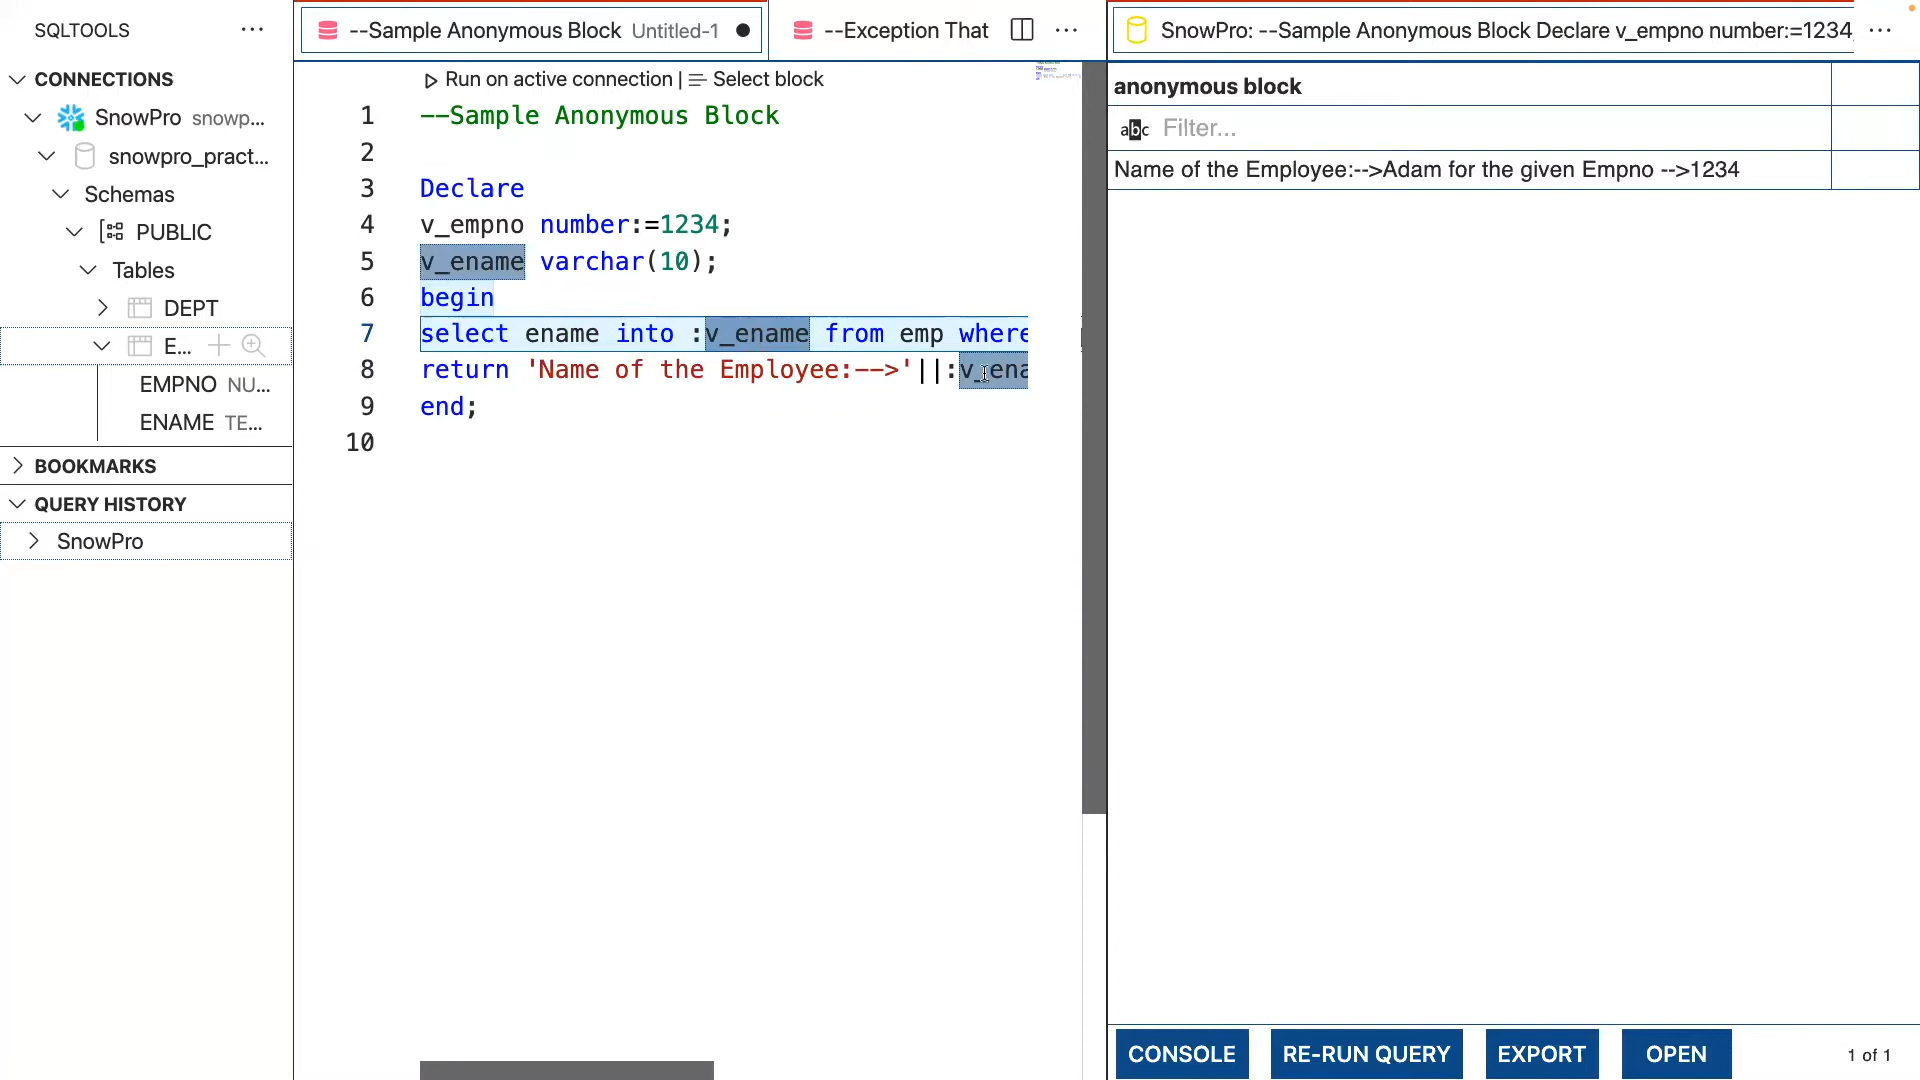 SQLTOOLS ...
CONNECTIONS
SnowPro snowp...
snowpro_pract...
Schemas
PUBLIC
Tables
DEPT
E...
EMPNO NU...
ENAME TE...
BOOKMARKS
QUERY HISTORY
SnowPro
--Sample Anonymous Block Untitled-1
--Exception That
Run on active connection | Select block
1 --Sample Anonymous Block
2
3 Declare
4 v_empno number:=1234;
5 v_ename varchar(10);
6 begin
7 select ename into :v_ename from emp where
8 return 'Name of the Employee:-->'||:v_ena
9 end;
10
SnowPro: --Sample Anonymous Block Declare v_empno number:=1234;
anonymous block
abc Filter...
Name of the Employee:-->Adam for the given Empno -->1234
CONSOLE RE-RUN QUERY EXPORT OPEN 1 of 1